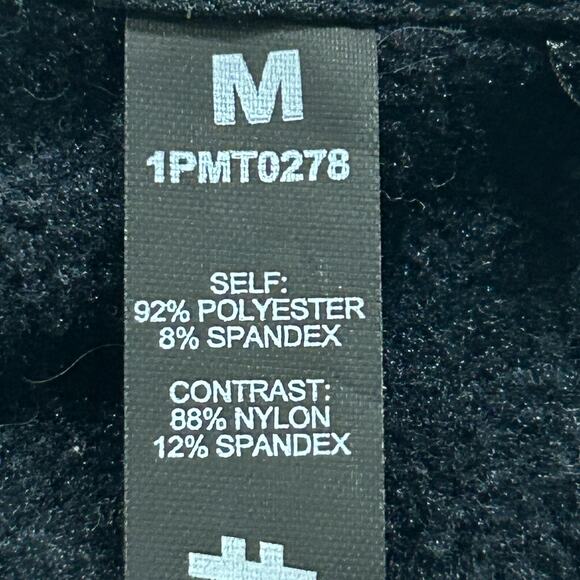 M
1PMT0278
SELF:
92% POLYESTER
8% SPANDEX
CONTRAST:
88% NYLON
12% SPANDEX